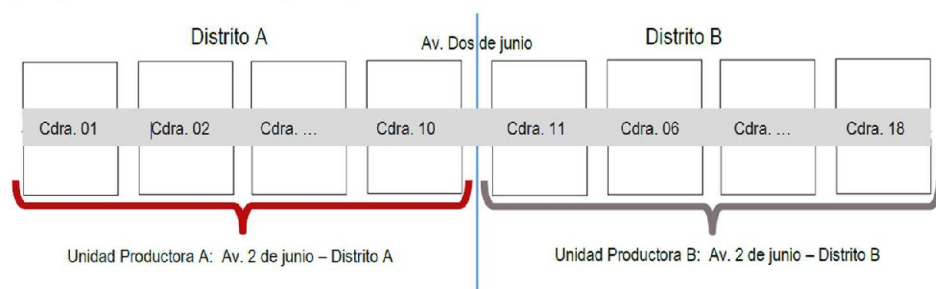 Distrito A
Av. Dos de junio
Distrito B
Cdra. 01
Cdra. 02
Cdra. ...
Cdra. 10
Cdra. 11
Cdra. 06
Cdra. ...
Cdra. 18
Unidad Productora A: Av. 2 de junio – Distrito A
Unidad Productora B: Av. 2 de junio – Distrito B